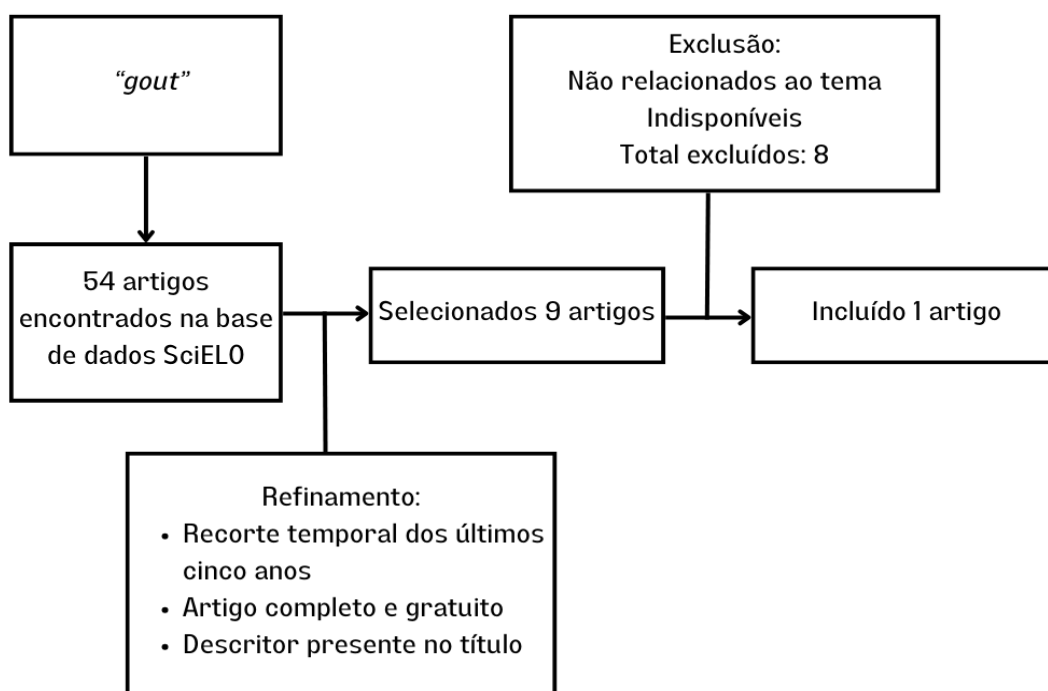 “gout”
54 artigos
encontrados na base
de dados SciELO
Refinamento:
• Recorte temporal dos últimos
cinco anos
• Artigo completo e gratuito
• Descritor presente no título
Selecionados 9 artigos
Exclusão:
Não relacionados ao tema
Indisponíveis
Total excluídos: 8
Incluído 1 artigo